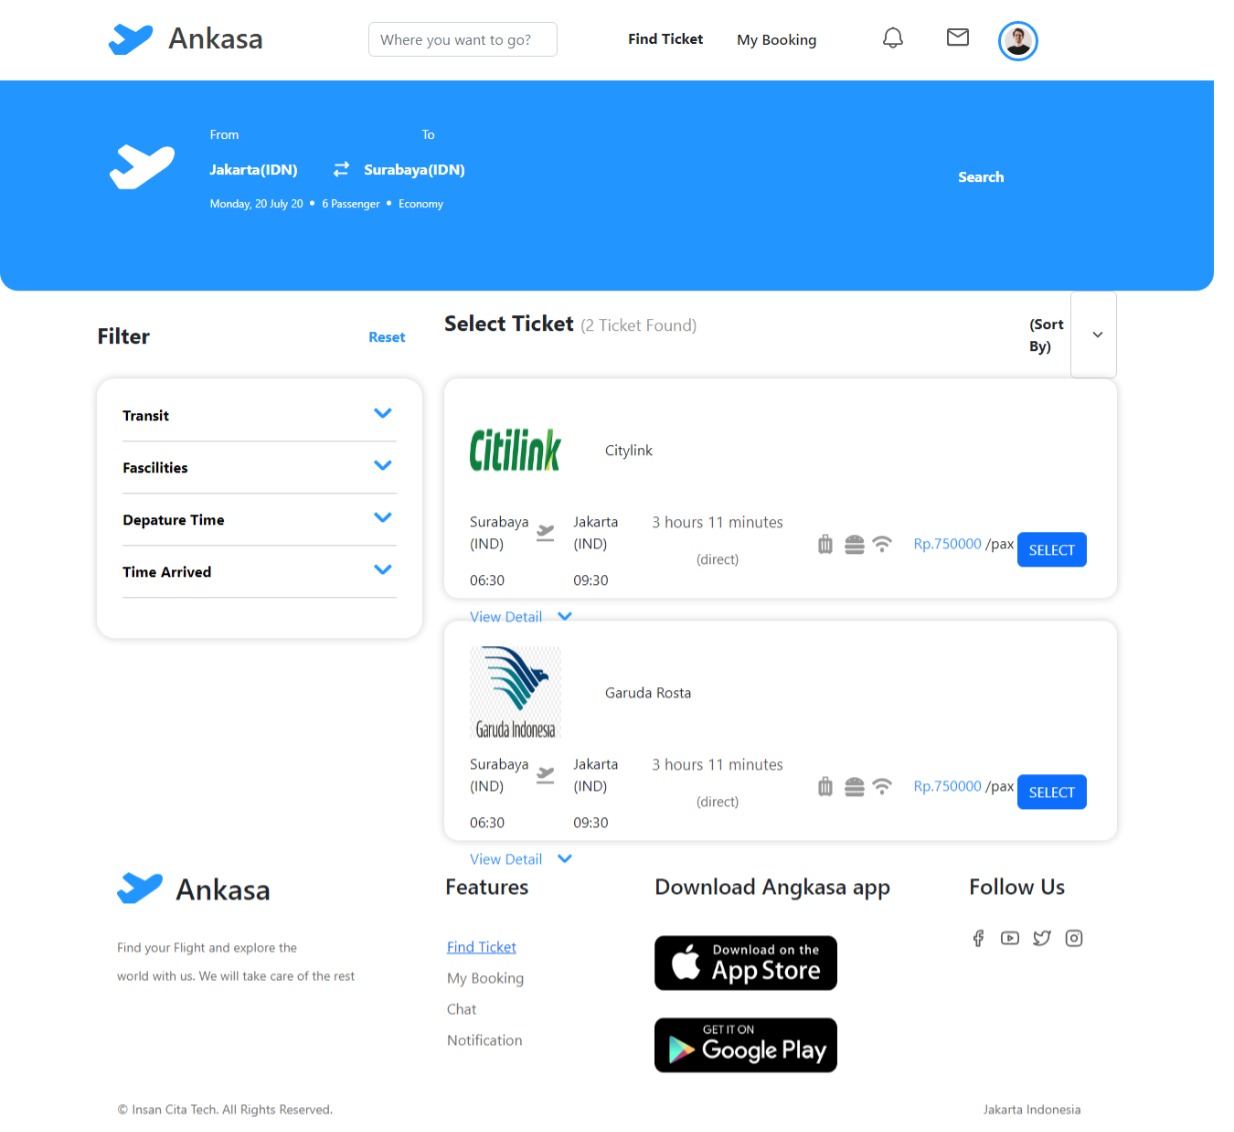 Ankasa
Where you want to go?
Find Ticket
My Booking
From
To
Jakarta(IDN)
Surabaya(IDN)
Monday, 20 July 20 • 6 Passenger • Economy
Search
Filter
Reset
Select Ticket (2 Ticket Found)
(Sort
By)
Transit
Fascilities
Depature Time
Time Arrived
Citilink
Citylink
Surabaya
(IND)
Jakarta
(IND)
3 hours 11 minutes
(direct)
06:30
09:30
Rp.750000 /pax
SELECT
View Detail
Garuda Indonesia
Garuda Rosta
Surabaya
(IND)
Jakarta
(IND)
3 hours 11 minutes
(direct)
06:30
09:30
Rp.750000 /pax
SELECT
View Detail
Ankasa
Find your Flight and explore the
world with us. We will take care of the rest
Features
Find Ticket
My Booking
Chat
Notification
Download Angkasa app
Download on the
App Store
GET IT ON
Google Play
Follow Us
© Insan Cita Tech. All Rights Reserved.
Jakarta Indonesia